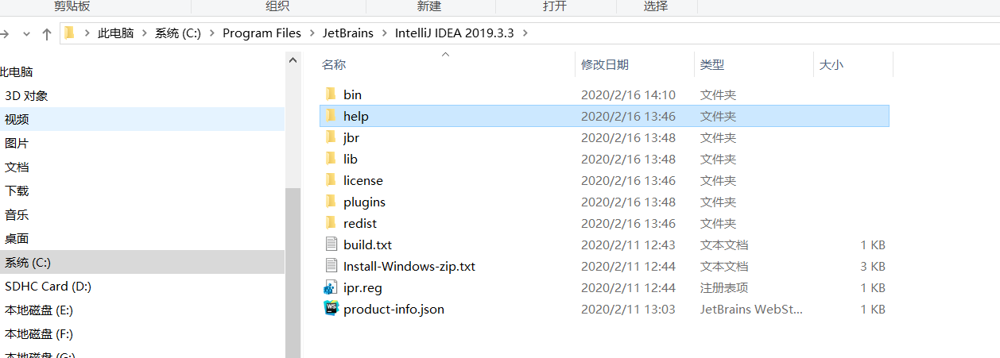 剪贴板 组织 新建 打开 选择
此电脑 系统 (C:) Program Files JetBrains IntelliJ IDEA 2019.3.3
名称 修改日期 类型 大小
此电脑
3D 对象
视频
图片
文档
下载
音乐
桌面
系统 (C:)
SDHC Card (D:)
本地磁盘 (E:)
本地磁盘 (F:)
本地磁盘 (G:)
bin 2020/2/16 14:10 文件夹
help 2020/2/16 13:46 文件夹
jbr 2020/2/16 13:48 文件夹
lib 2020/2/16 13:48 文件夹
license 2020/2/16 13:46 文件夹
plugins 2020/2/16 13:48 文件夹
redist 2020/2/16 13:46 文件夹
build.txt 2020/2/11 12:43 文本文档 1 KB
Install-Windows-zip.txt 2020/2/11 12:44 文本文档 3 KB
ipr.reg 2020/2/11 12:44 注册表项 1 KB
product-info.json 2020/2/11 13:03 JetBrains WebSt... 1 KB